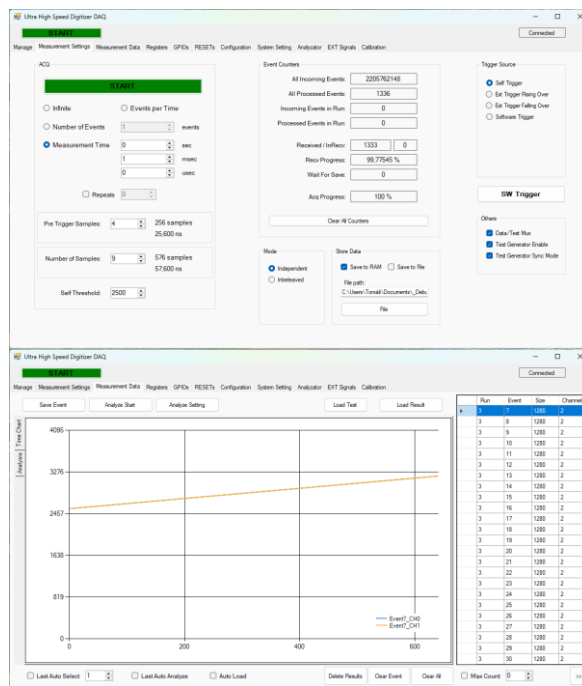 Ultra High Speed Digitizer DAQ
START
Connected
Manage Measurement Settings Measurement Data Registers GPIOs RESETs Configuration System Setting Analyzator EXT Signals Calibration
ACQ
START
Infinite Events per Time
Number of Events 1 events
Measurement Time 0 sec
1 msec
0 usec
Repeats 0
Pre Trigger Samples: 4 256 samples
25,600 ns
Number of Samples: 9 576 samples
57,600 ns
Self Threshold: 2500
Event Counters
All Incoming Events: 2205762148
All Processed Events: 1336
Incoming Events in Run: 0
Processed Events in Run: 0
Received / InRecv: 1333 0
Recv Progress: 99,77545 %
Wait For Save: 0
Acq Progress: 100 %
Clear All Counters
Mode
Independent
Interleaved
Store Data
Save to RAM Save to File
File path:
C:\Users\Tomáš\Documents\_Debu
File
Trigger Source
Self Trigger
Ext Trigger Rising Over
Ext Trigger Falling Over
Software Trigger
SW Trigger
Others
Data/Test Mux
Test Generator Enable
Test Generator Sync Mode
Ultra High Speed Digitizer DAQ
START
Connected
Manage Measurement Settings Measurement Data Registers GPIOs RESETs Configuration System Setting Analyzator EXT Signals Calibration
Save Event Analyze Start Analyze Setting Load Test Load Result
Time Chart
Analysis
4095
3276
2457
1638
819
0
0 200 400 600
Event7_CH0
Event7_CH1
Run Event Size Channel
3 7 1280 2
3 8 1280 2
3 9 1280 2
3 10 1280 2
3 11 1280 2
3 12 1280 2
3 13 1280 2
3 14 1280 2
3 15 1280 2
3 16 1280 2
3 17 1280 2
3 18 1280 2
3 19 1280 2
3 20 1280 2
3 21 1280 2
3 22 1280 2
3 23 1280 2
3 24 1280 2
3 25 1280 2
3 26 1280 2
3 27 1280 2
3 28 1280 2
3 29 1280 2
3 30 1280 2
Last Auto Select 1 Last Auto Analyze Auto Load Delete Results Clear Event Clear All Max Count 0